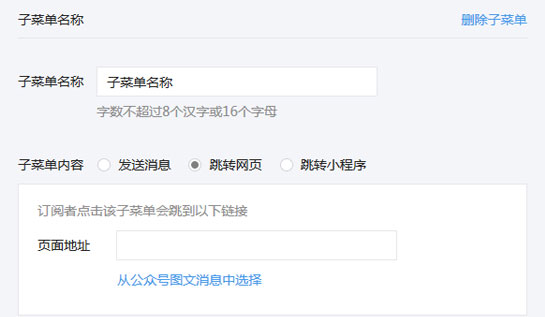 子菜单名称 删除子菜单
子菜单名称 子菜单名称
字数不超过8个汉字或16个字母
子菜单内容 发送消息 跳转网页 跳转小程序
订阅者点击该子菜单会跳到以下链接
页面地址
从公众号图文消息中选择